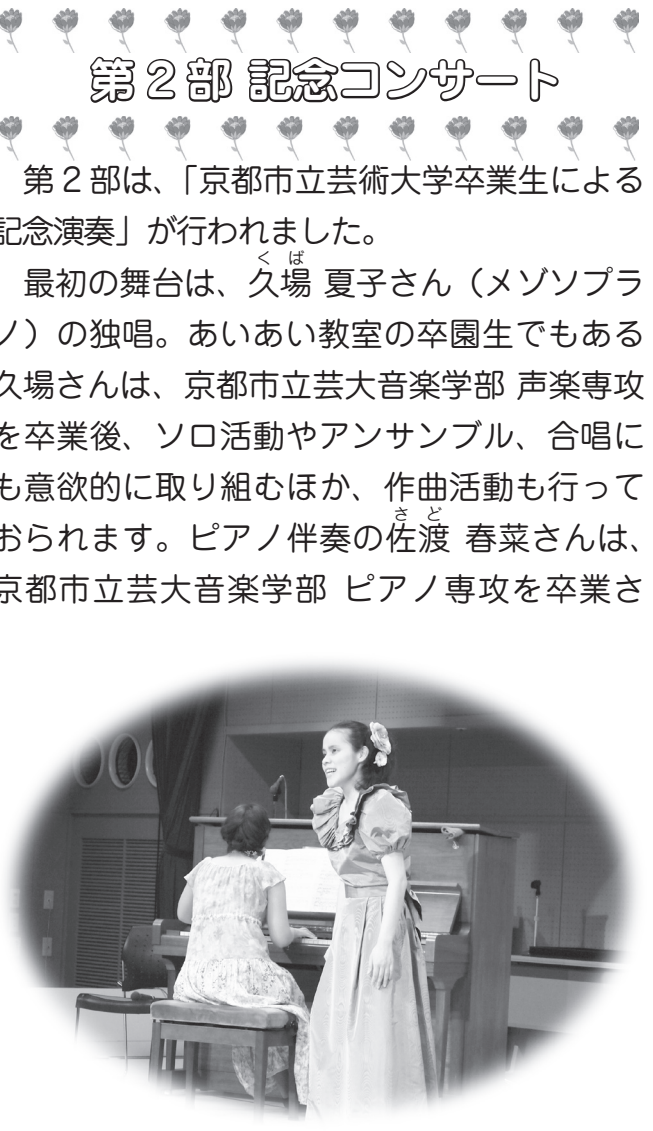 第２部 記念コンサート
第２部は、「京都市立芸術大学卒業生による
記念演奏」が行われました。
くば
最初の舞台は、久場 夏子さん（メゾソプラ
ノ）の独唱。あいあい教室の卒園生でもある
久場さんは、京都市立芸大音楽学部 声楽専攻
を卒業後、ソロ活動やアンサンブル、合唱に
も意欲的に取り組むほか、作曲活動も行って
さど
おられます。ピアノ伴奏の佐渡 春菜さんは、
京都市立芸大音楽学部 ピアノ専攻を卒業さ